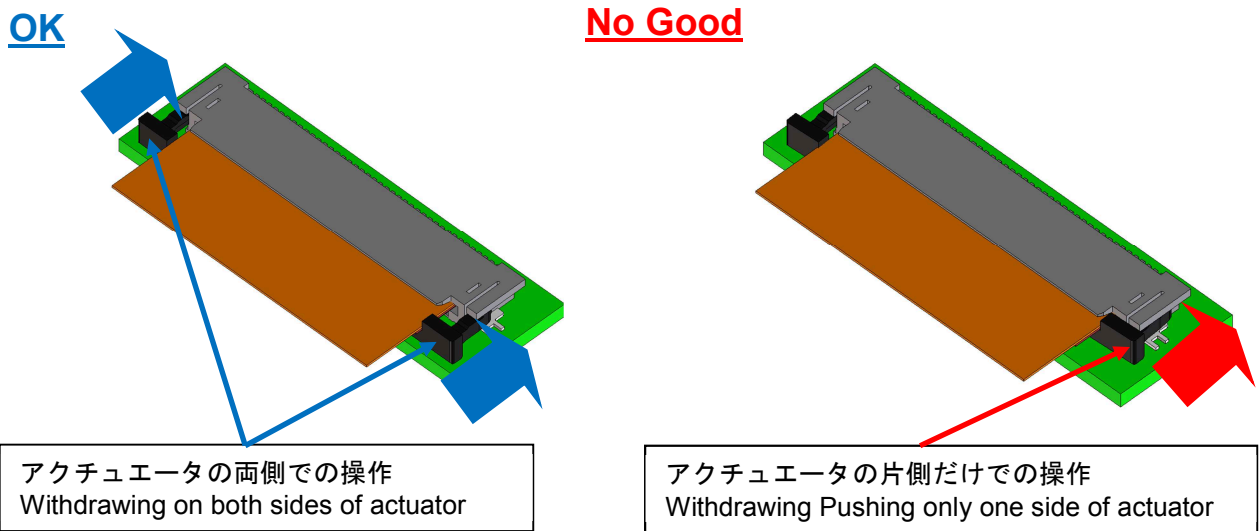 OK
No Good
アクチュエータの両側での操作
Withdrawing on both sides of actuator
アクチュエータの片側だけでの操作
Withdrawing Pushing only one side of actuator